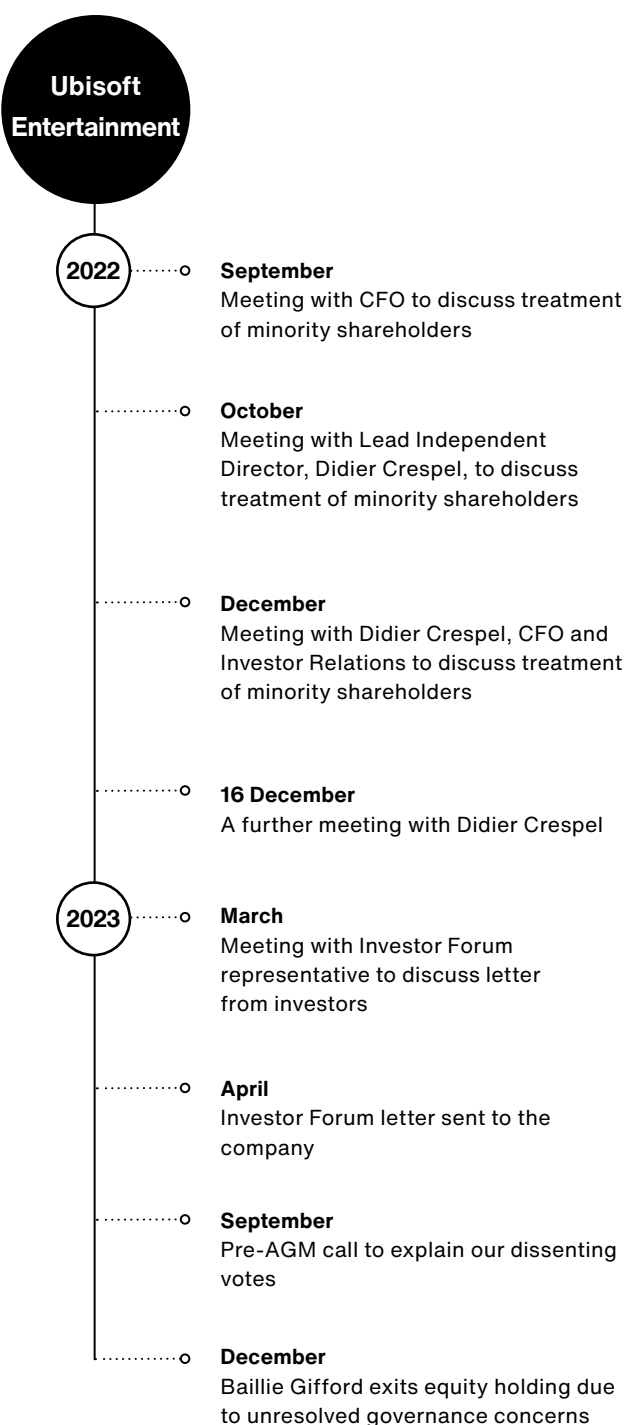 Ubisoft
Entertainment
2022
September
Meeting with CFO to discuss treatment
of minority shareholders
October
Meeting with Lead Independent
Director, Didier Crespel, to discuss
treatment of minority shareholders
December
Meeting with Didier Crespel, CFO and
Investor Relations to discuss treatment
of minority shareholders
16 December
A further meeting with Didier Crespel
2023
March
Meeting with Investor Forum
representative to discuss letter
from investors
April
Investor Forum letter sent to the
company
September
Pre-AGM call to explain our dissenting
votes
December
Baillie Gifford exits equity holding due
to unresolved governance concerns